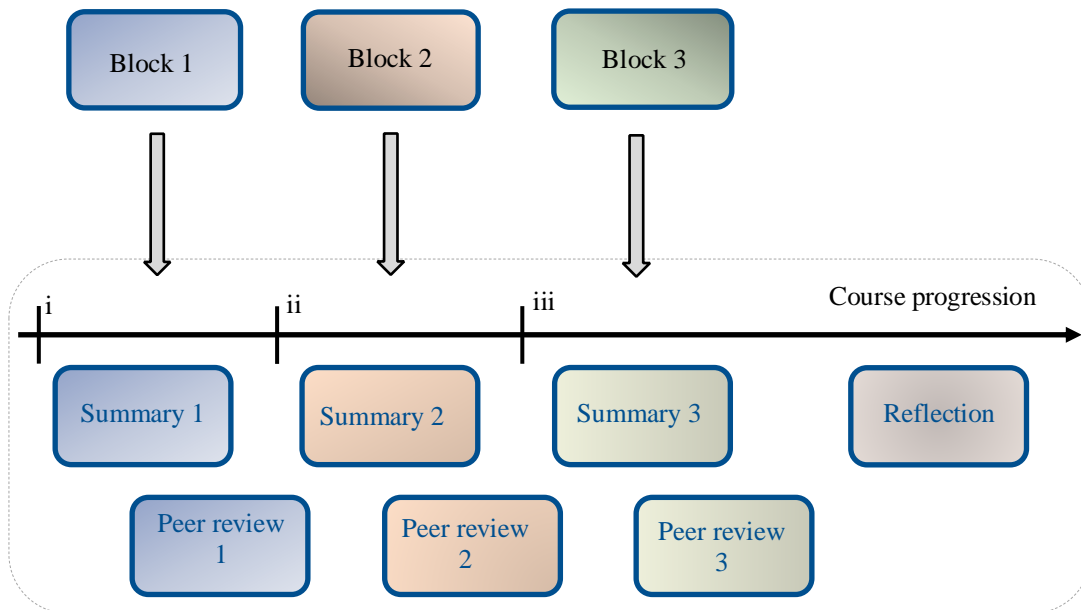 Block 1
Block 2
Block 3
i
ii
iii
Course progression
Summary 1
Summary 2
Summary 3
Reflection
Peer review
1
Peer review
2
Peer review
3